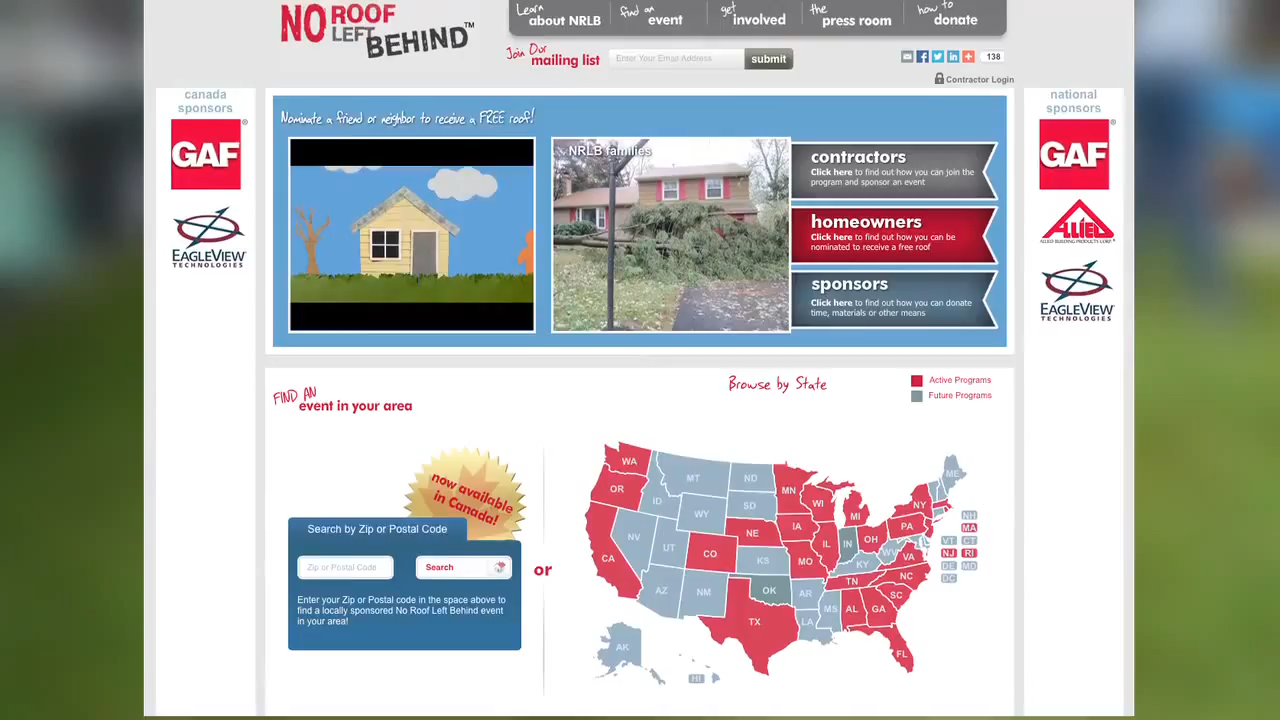 NO ROOF LEFT BEHIND™
Learn about NRLB
find an event
get involved
the press room
how to donate
Join Our mailing list
Enter Your Email Address
submit
138
Contractor Login
canada sponsors
GAF®
EAGLEVIEW®
TECHNOLOGIES
Nominate a friend or neighbor to receive a FREE roof!
NRLB families
contractors
Click here to find out how you can join the
program and sponsor an event
homeowners
Click here to find out how you can be
nominated to receive a free roof
sponsors
Click here to find out how you can donate
time, materials or other means
national sponsors
GAF®
ALLIED®
ALLIED BUILDING PRODUCTS CORP.
EAGLEVIEW®
TECHNOLOGIES
FIND AN event in your area
Browse by State
Active Programs
Future Programs
now available
in Canada!
Search by Zip or Postal Code
Zip or Postal Code
Search
Enter your Zip or Postal code in the space above to
find a locally sponsored No Roof Left Behind event
in your area!
or
WA
OR
CA
ID
NV
MT
WY
UT
AZ
CO
NM
ND
SD
NE
KS
OK
TX
MN
IA
MO
AR
LA
WI
IL
MI
IN
OH
KY
TN
MS
AL
GA
FL
SC
NC
VA
WV
PA
NY
ME
NH
MA
VT
CT
NJ
RI
DE
MD
DC
AK
HI